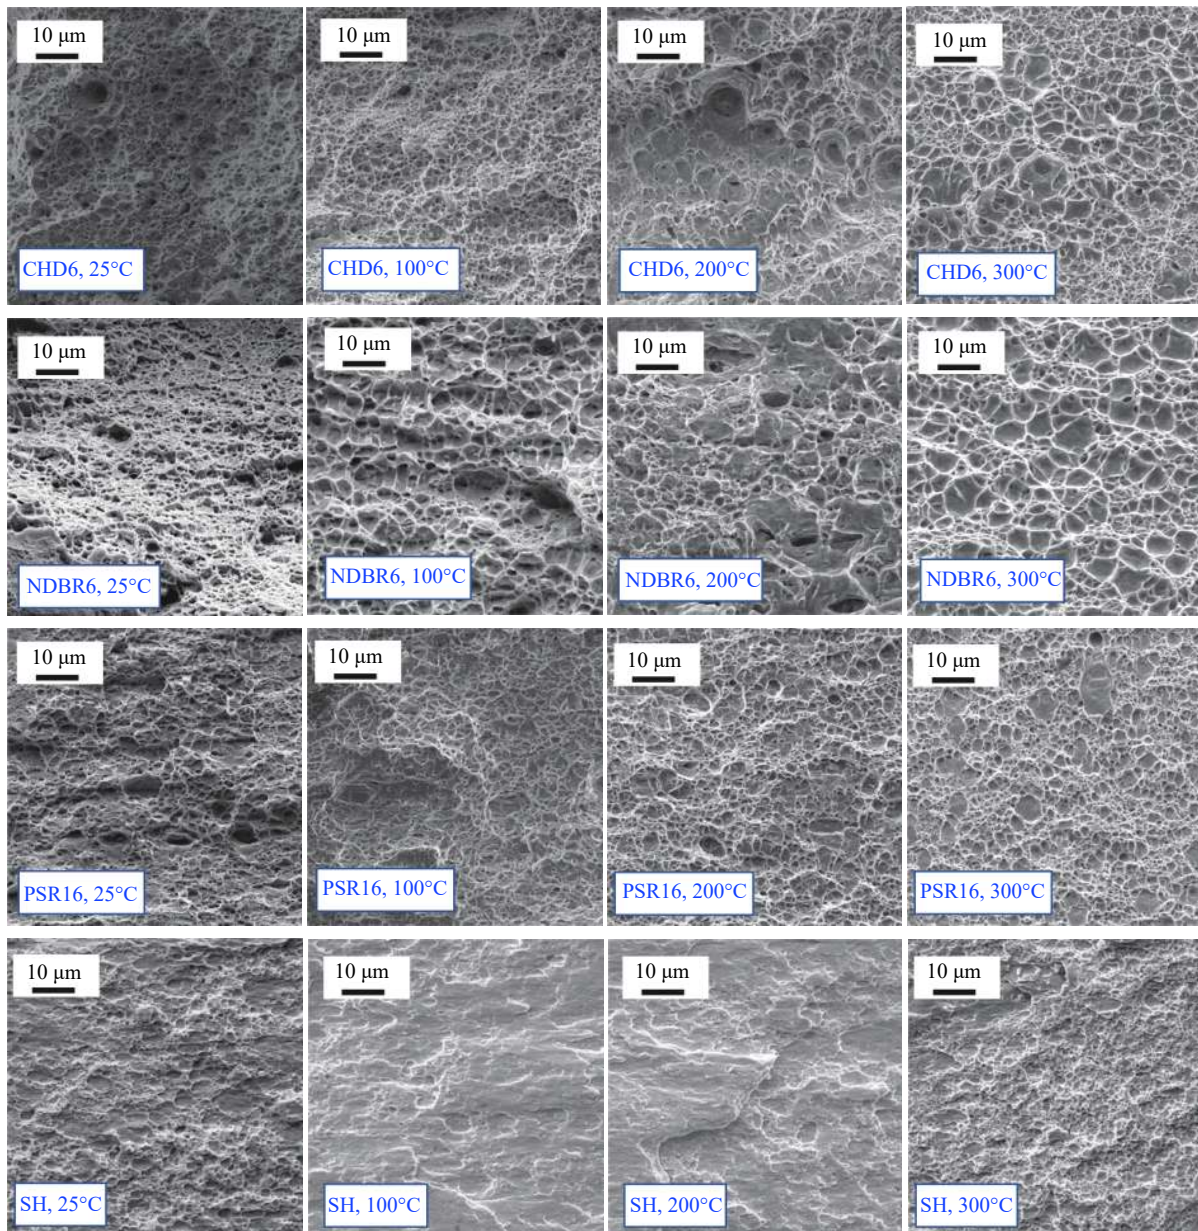 10 μm
10 μm
10 μm
10 μm
CHD6, 25°C
CHD6, 100°C
CHD6, 200°C
CHD6, 300°C
10 μm
10 μm
10 μm
10 μm
NDBR6, 25°C
NDBR6, 100°C
NDBR6, 200°C
NDBR6, 300°C
10 μm
10 μm
10 μm
10 μm
PSR16, 25°C
PSR16, 100°C
PSR16, 200°C
PSR16, 300°C
10 μm
10 μm
10 μm
10 μm
SH, 25°C
SH, 100°C
SH, 200°C
SH, 300°C